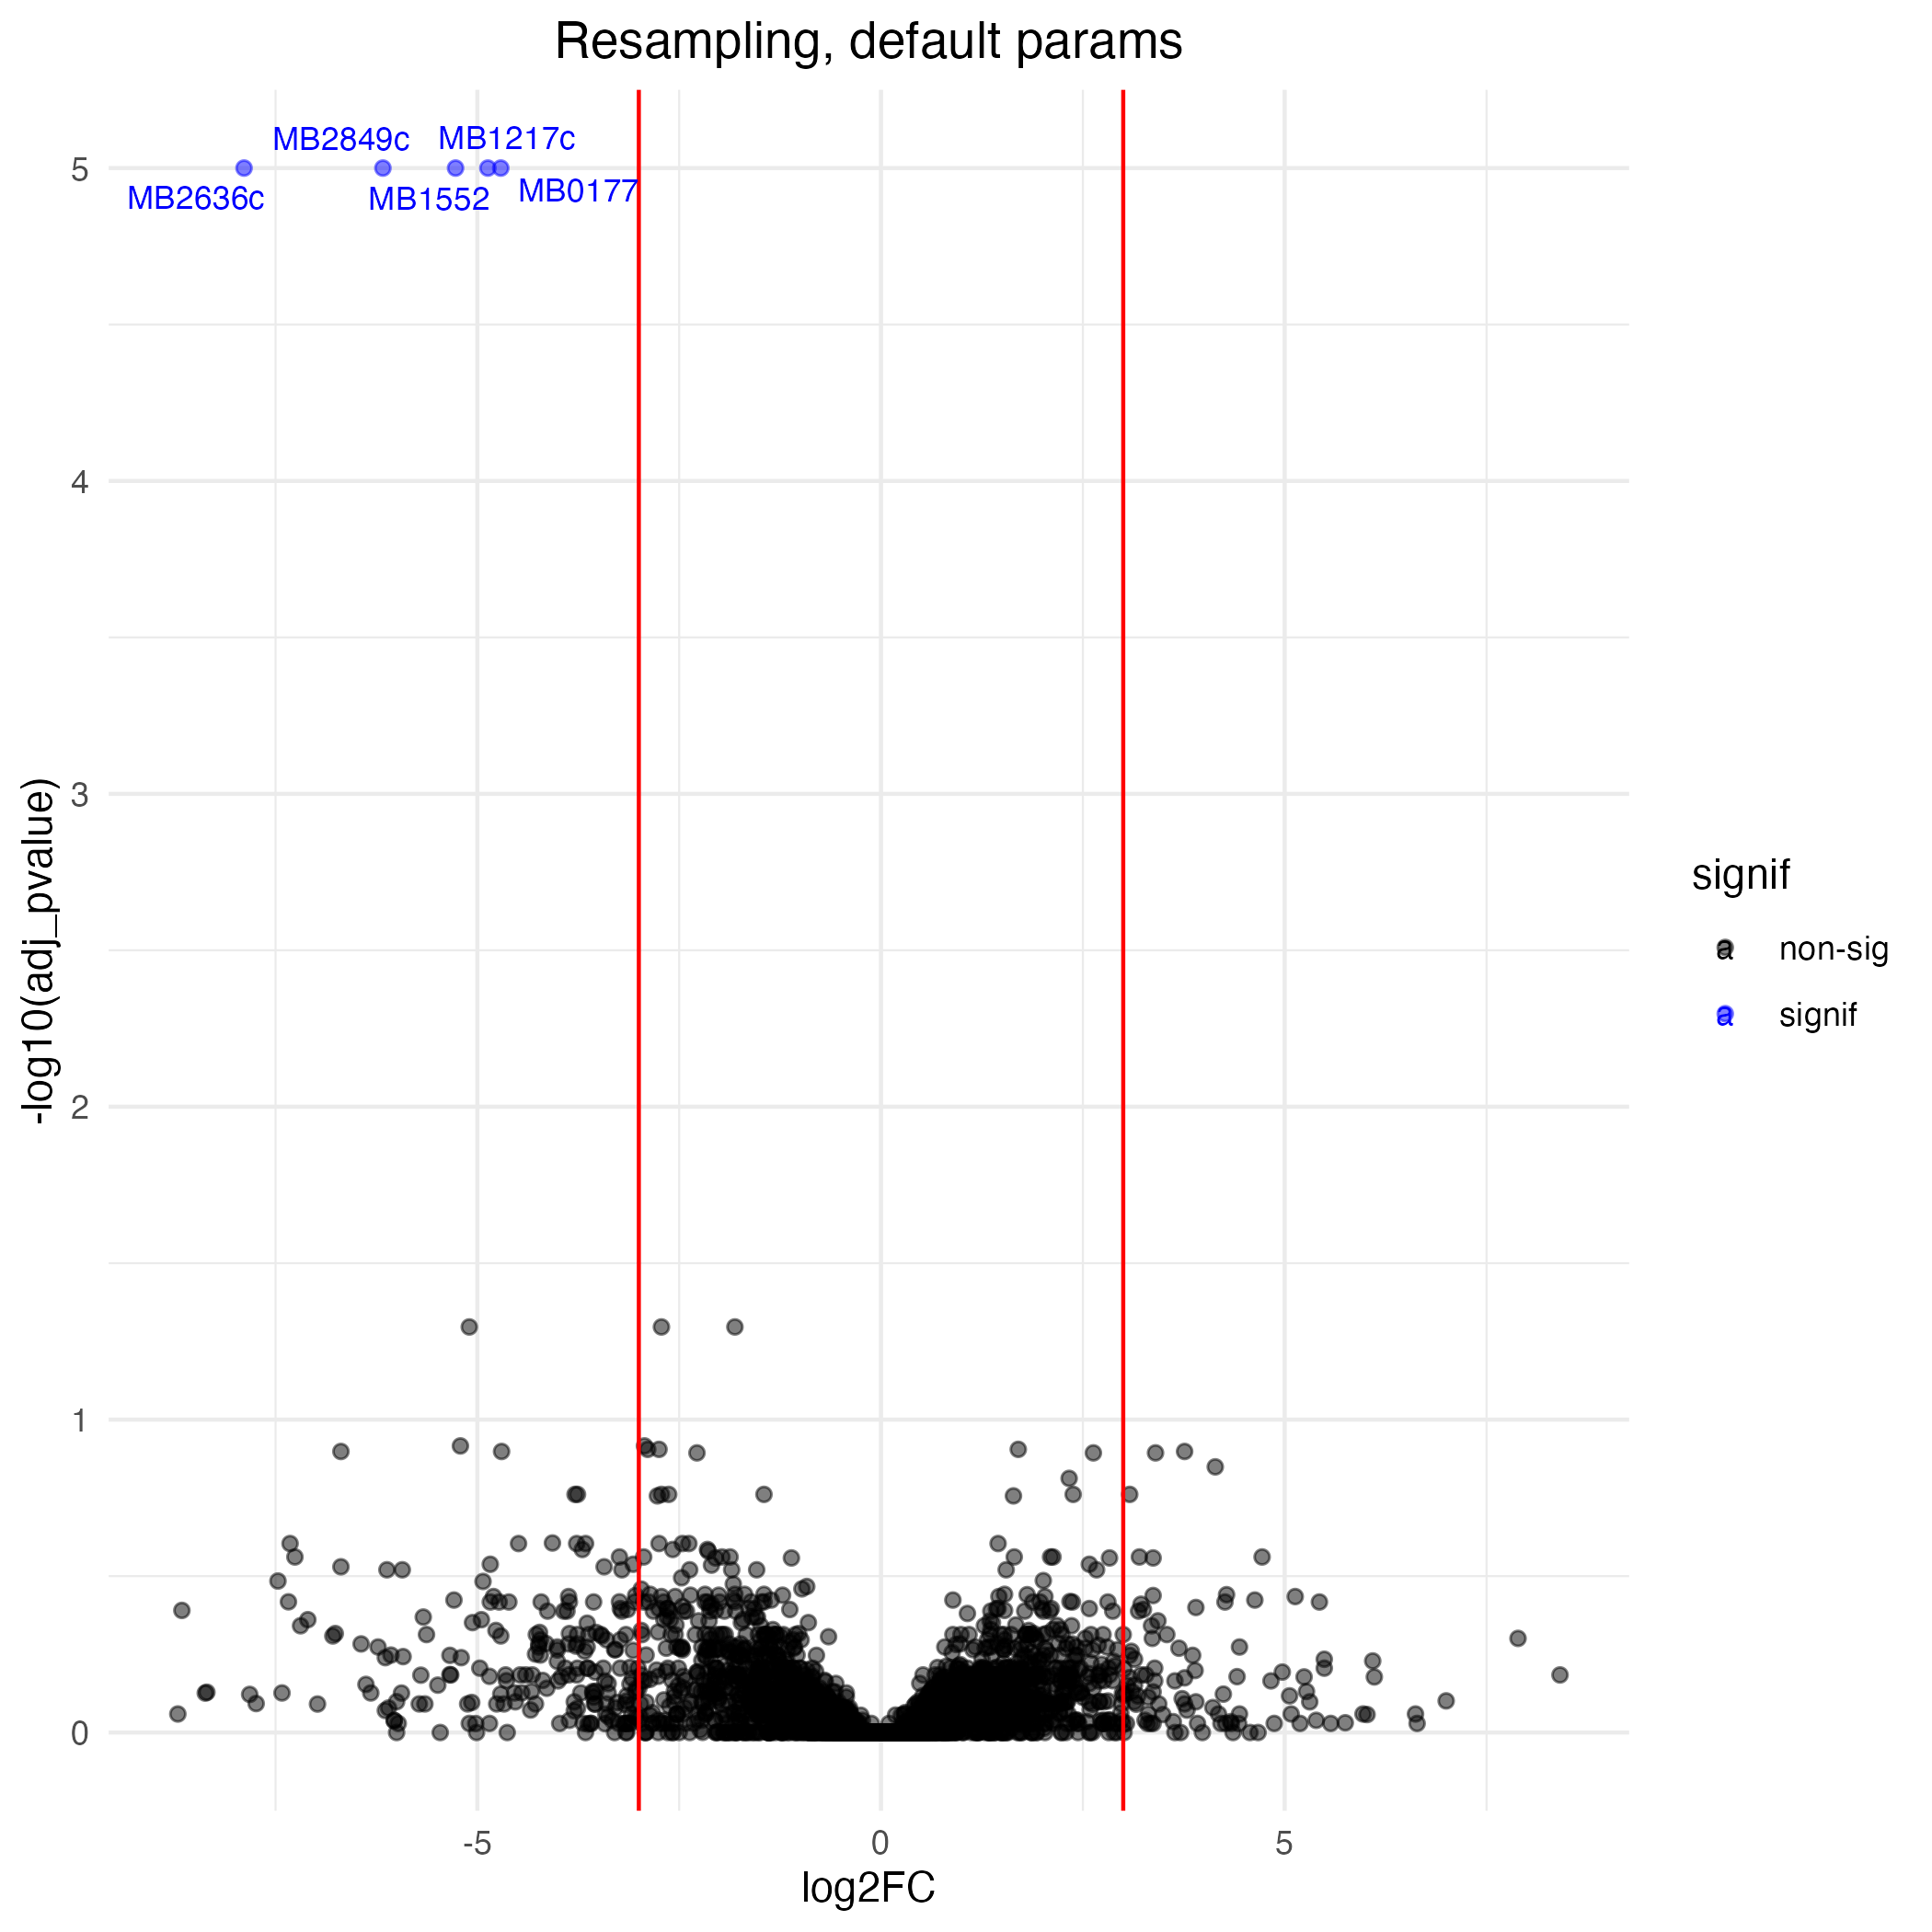 Resampling, default params
MB2849c
MB1217c
MB2636c
MB1552
MB0177
5
4
3
2
1
0
-log10(adj_pvalue)
-5
0
5
log2FC
signif
a non-sig
a signif